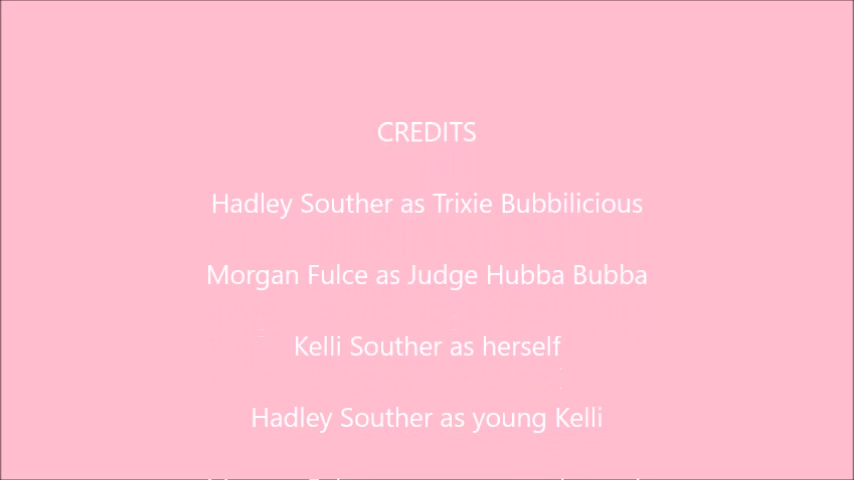 CREDITS
Hadley Souther as Trixie Bubbilicious
Morgan Fulce as Judge Hubba Bubba
Kelli Souther as herself
Hadley Souther as young Kelli